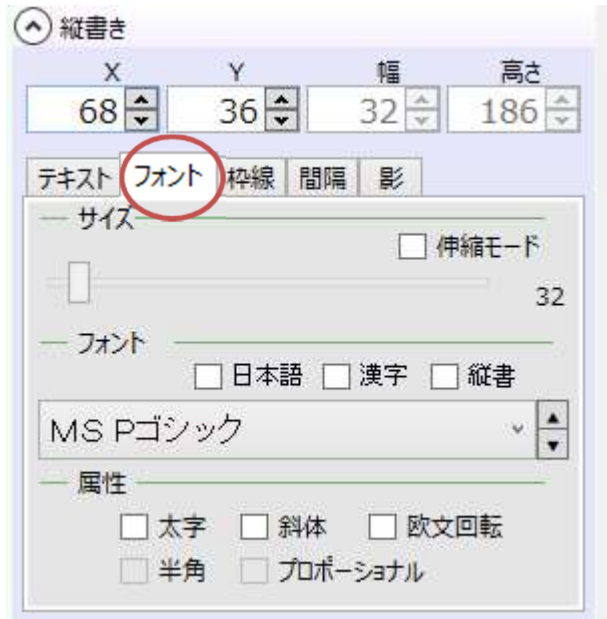 縦書き
X Y 幅 高さ
68 36 32 186
テキスト フォント 枠線 間隔 影
サイズ
伸縮モード
32
フォント
日本語 漢字 縦書
MS Pゴシック
属性
太字 斜体 欧文回転
半角 プロポーショナル